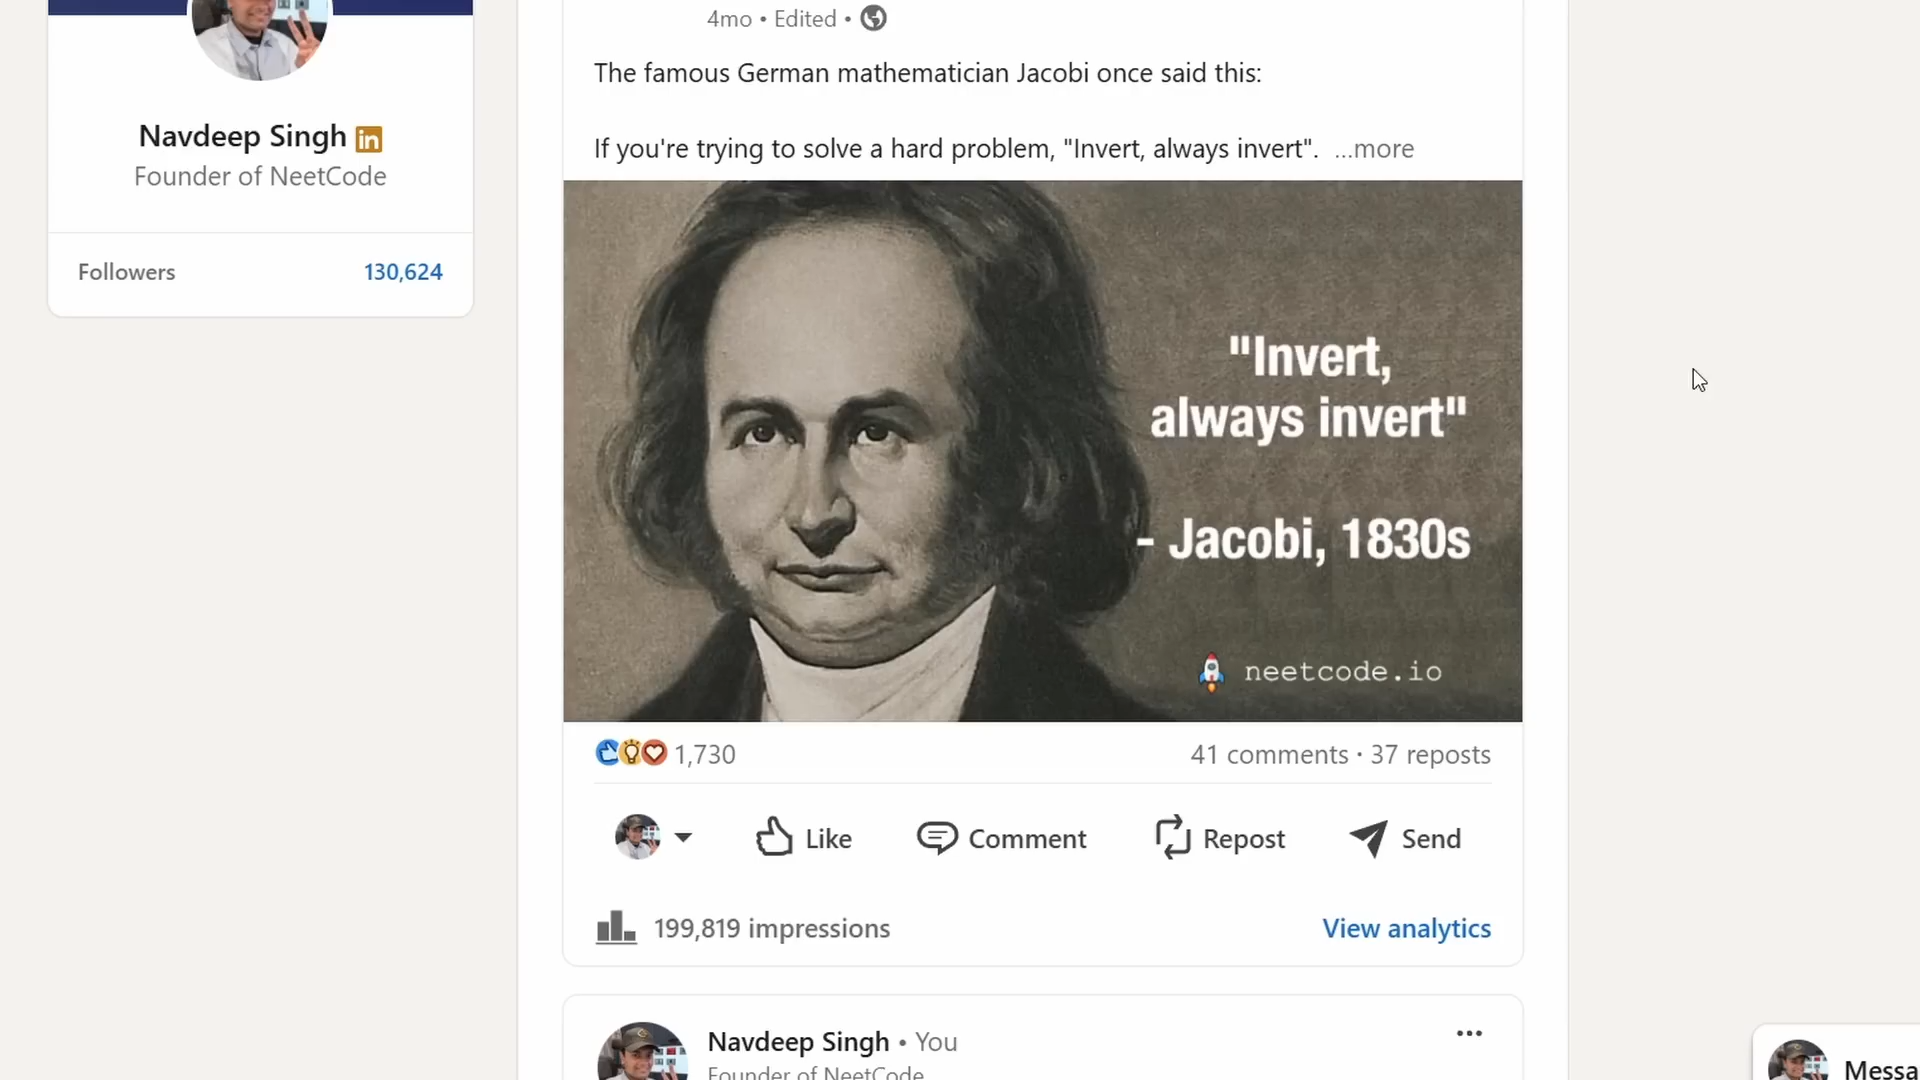 4mo • Edited •
The famous German mathematician Jacobi once said this:
If you're trying to solve a hard problem, "Invert, always invert". ...more
Navdeep Singh in
Founder of NeetCode
Followers 130,624
"Invert,
always invert"
- Jacobi, 1830s
neetcode.io
1,730
41 comments · 37 reposts
Like Comment Repost Send
199,819 impressions View analytics
Navdeep Singh • You
Founder of NeetCode